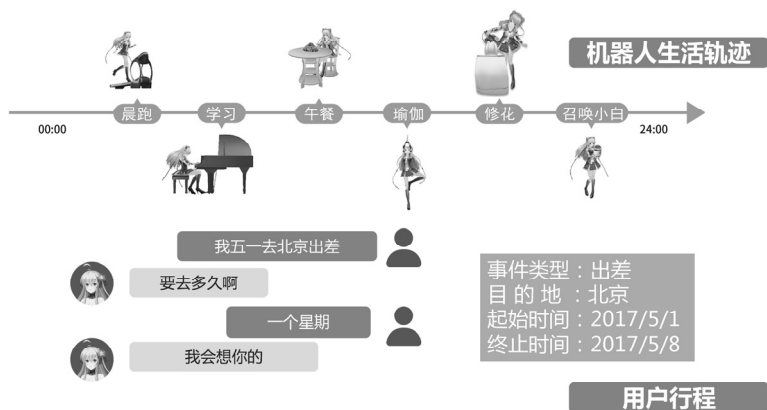 机器人生活轨迹
晨跑 学习 午餐 瑜伽 修花 召唤小白
00:00 24:00
我五一去北京出差
要去多久啊
一个星期
我会想你的
事件类型：出差
目的地：北京
起始时间：2017/5/1
终止时间：2017/5/8
用户行程